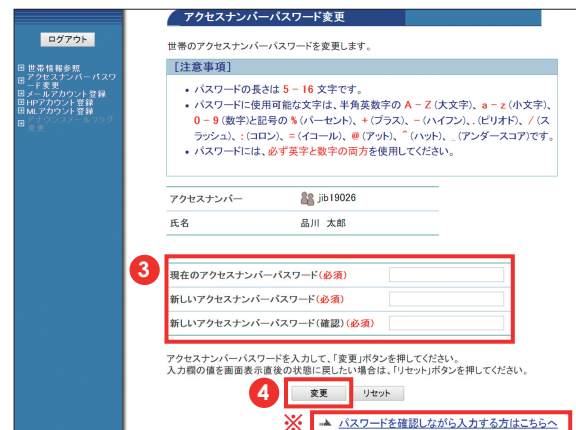 アクセスナンバーパスワード変更
ログアウト
世帯情報参照
アクセスナンバーパスワ
ード変更
メールアカウント登録
HPアカウント登録
MLアカウント登録
アナウンスメールフラグ
変更
世帯のアクセスナンバーパスワードを変更します。
[注意事項]
• パスワードの長さは 5 - 16 文字です。
• パスワードに使用可能な文字は、半角英数字の A - Z (大文字)、a - z (小文字)、
0 - 9 (数字)と記号の % (パーセント)、+ (プラス)、- (ハイフン)、. (ピリオド)、/ (ス
ラッシュ)、: (コロン)、= (イコール)、@ (アット)、^ (ハット)、_ (アンダースコア)です。
• パスワードには、必ず英字と数字の両方を使用してください。
アクセスナンバー jib19026
氏名 品川 太郎
3
現在のアクセスナンバーパスワード(必須)
新しいアクセスナンバーパスワード(必須)
新しいアクセスナンバーパスワード(確認)(必須)
アクセスナンバーパスワードを入力して、「変更」ボタンを押してください。
入力欄の値を画面表示直後の状態に戻したい場合は、「リセット」ボタンを押してください。
4 変更 リセット
※ パスワードを確認しながら入力する方はこちらへ